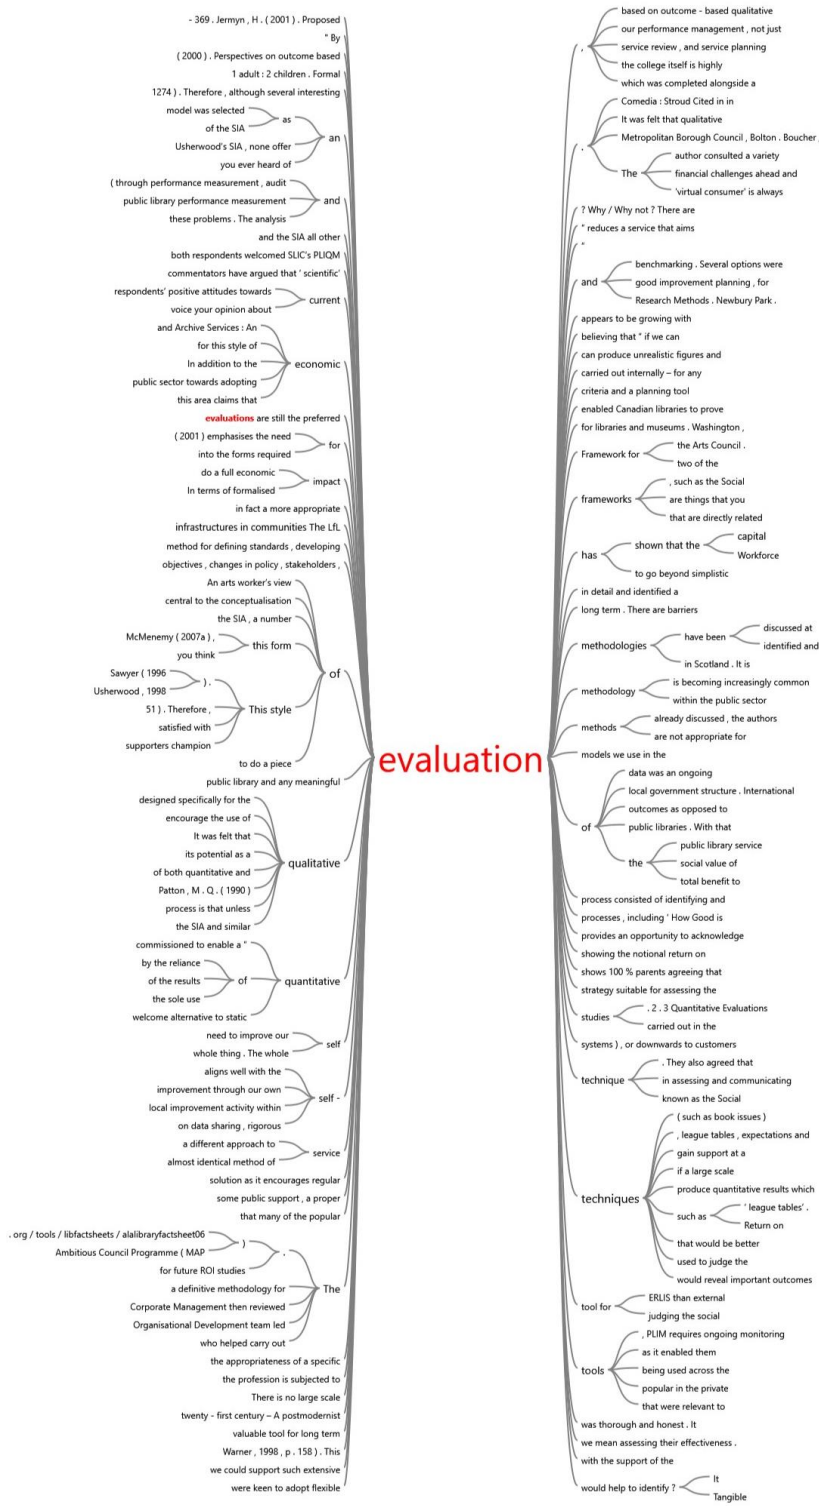 - 369 . Jermyn , H . ( 2001 ) . Proposed
" By
( 2000 ) . Perspectives on outcome based
1 adult : 2 children . Formal
1274 ) . Therefore , although several interesting
model was selected
of the SIA
as
Usherwood's SIA , none offer
you ever heard of
an
( through performance measurement , audit
public library performance measurement
these problems . The analysis
and
and the SIA all other
both respondents welcomed SLIC's PLIQM
commentators have argued that ' scientific'
respondents' positive attitudes towards
voice your opinion about
current
and Archive Services : An
for this style of
In addition to the
public sector towards adopting
this area claims that
economic
evaluations are still the preferred
( 2001 ) emphasises the need
into the forms required
for
do a full economic
In terms of formalised
impact
in fact a more appropriate
infrastructures in communities The LfL
method for defining standards , developing
objectives , changes in policy , stakeholders ,
An arts worker's view
central to the conceptualisation
the SIA , a number
McMenemy ( 2007a ) ,
you think
this form
Sawyer ( 1996
Usherwood , 1998
) .
51 ) . Therefore ,
satisfied with
supporters champion
This style
to do a piece
of
public library and any meaningful
designed specifically for the
encourage the use of
It was felt that
its potential as a
of both quantitative and
Patton , M . Q . ( 1990 )
process is that unless
the SIA and similar
qualitative
commissioned to enable a "
by the reliance
of the results
the sole use
of
welcome alternative to static
quantitative
need to improve our
whole thing . The whole
self
aligns well with the
improvement through our own
local improvement activity within
on data sharing , rigorous
self -
a different approach to
almost identical method of
service
solution as it encourages regular
some public support , a proper
that many of the popular
. org / tools / libfactsheets / alalibraryfactsheet06
Ambitious Council Programme ( MAP
)
for future ROI studies
.
a definitive methodology for
Corporate Management then reviewed
Organisational Development team led
who helped carry out
The
the appropriateness of a specific
the profession is subjected to
There is no large scale
twenty - first century – A postmodernist
valuable tool for long term
Warner , 1998 , p . 158 ) . This
we could support such extensive
were keen to adopt flexible
evaluation
,
based on outcome - based qualitative
our performance management , not just
service review , and service planning
the college itself is highly
which was completed alongside a
.
Comedia : Stroud Cited in in
It was felt that qualitative
Metropolitan Borough Council , Bolton . Boucher ,
The
author consulted a variety
financial challenges ahead and
'virtual consumer' is always
? Why / Why not ? There are
" reduces a service that aims
"
and
benchmarking . Several options were
good improvement planning , for
Research Methods . Newbury Park .
appears to be growing with
believing that " if we can
can produce unrealistic figures and
carried out internally – for any
criteria and a planning tool
enabled Canadian libraries to prove
for libraries and museums . Washington ,
Framework for
the Arts Council .
two of the
frameworks
, such as the Social
are things that you
that are directly related
has
shown that the
capital
Workforce
to go beyond simplistic
in detail and identified a
long term . There are barriers
methodologies
have been
discussed at
identified and
in Scotland . It is
methodology
is becoming increasingly common
within the public sector
methods
already discussed , the authors
are not appropriate for
models we use in the
of
data was an ongoing
local government structure . International
outcomes as opposed to
public libraries . With that
the
public library service
social value of
total benefit to
process consisted of identifying and
processes , including ' How Good is
provides an opportunity to acknowledge
showing the notional return on
shows 100 % parents agreeing that
strategy suitable for assessing the
studies
. 2 . 3 Quantitative Evaluations
carried out in the
systems ) , or downwards to customers
technique
. They also agreed that
in assessing and communicating
known as the Social
techniques
( such as book issues )
, league tables , expectations and
gain support at a
if a large scale
produce quantitative results which
such as
' league tables' .
Return on
that would be better
used to judge the
would reveal important outcomes
tool for
ERLIS than external
judging the social
tools
, PLIM requires ongoing monitoring
as it enabled them
being used across the
popular in the private
that were relevant to
was thorough and honest . It
we mean assessing their effectiveness .
with the support of the
would help to identify ?
It
Tangible